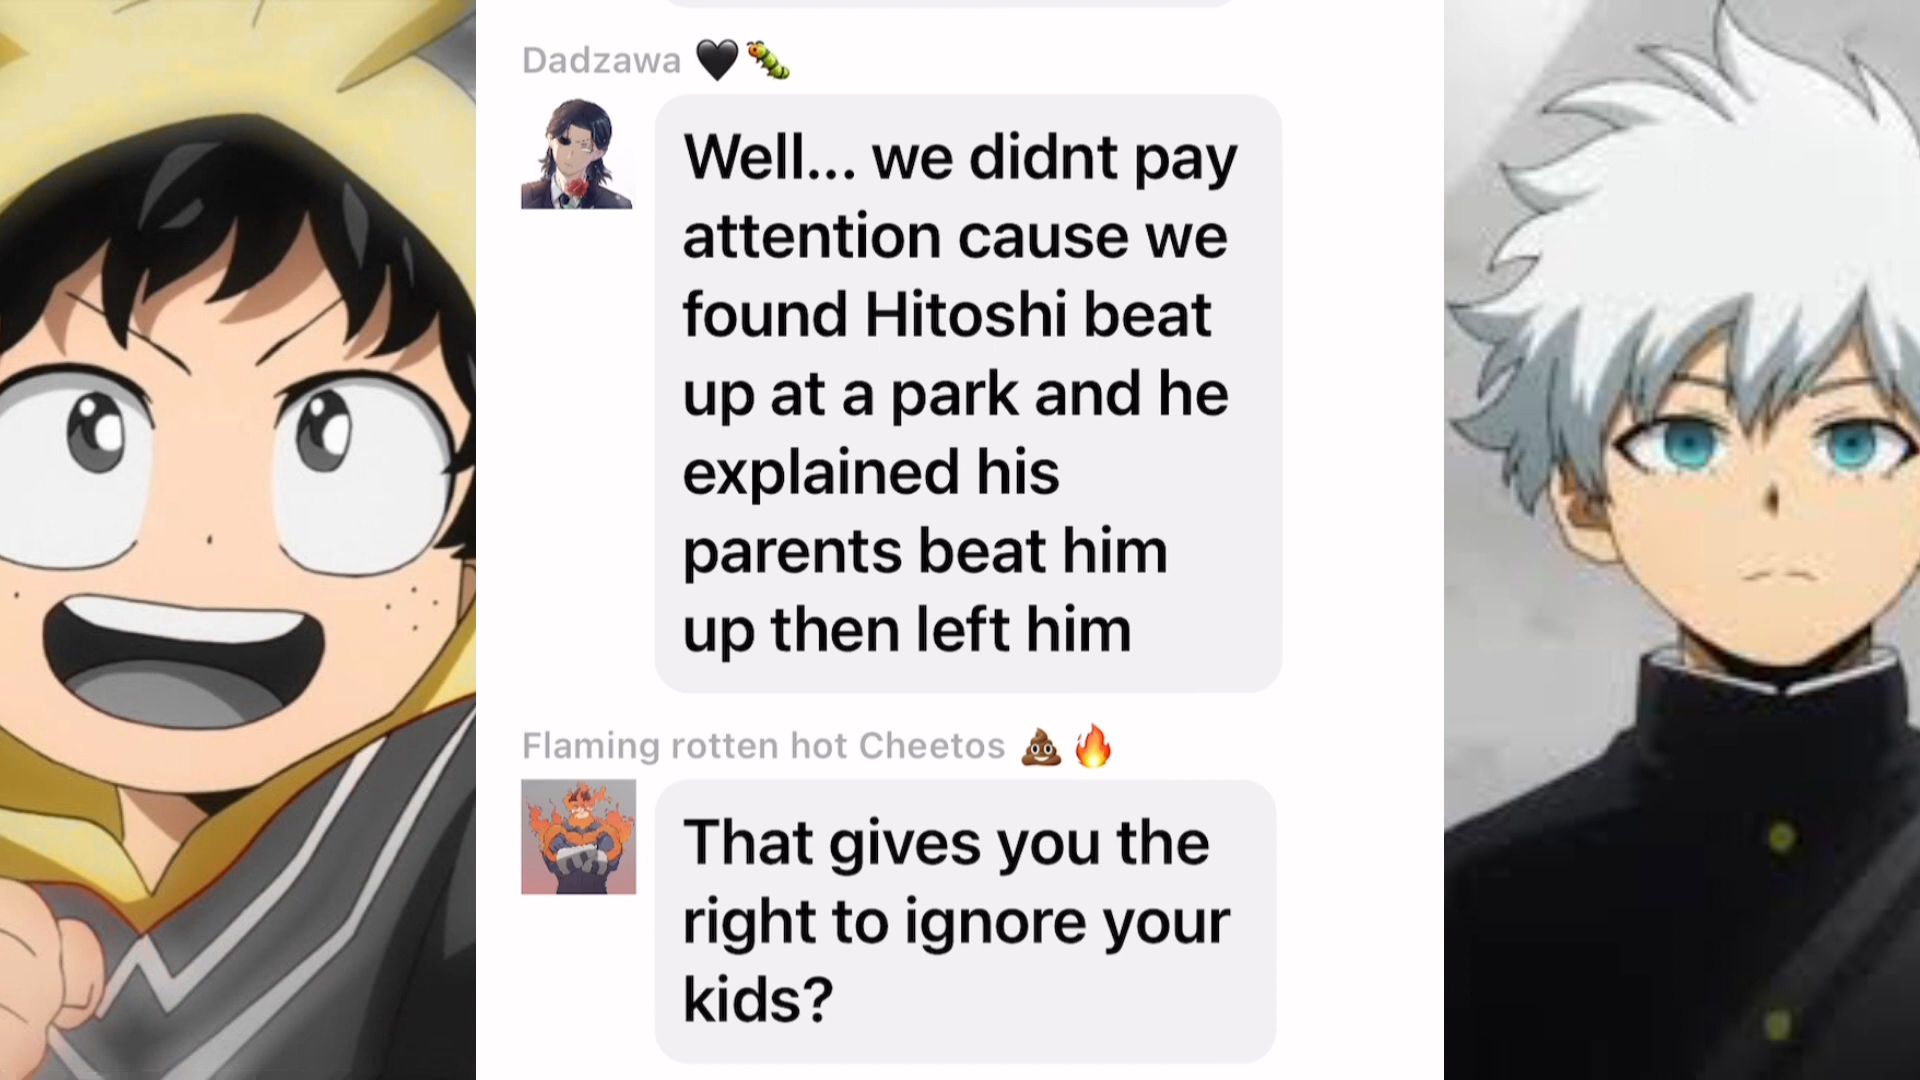 Dadzawa 🖤🐛
Well... we didnt pay
attention cause we
found Hitoshi beat
up at a park and he
explained his
parents beat him
up then left him
Flaming rotten hot Cheetos 💩🔥
That gives you the
right to ignore your
kids?